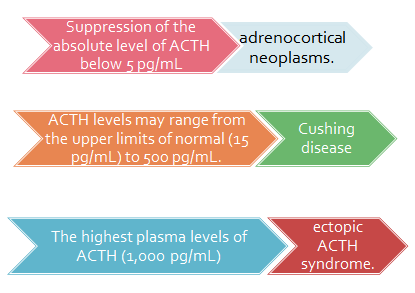 Suppression of the
absolute level of ACTH
below 5 pg/mL
adrenocortical
neoplasms.
ACTH levels may range from
the upper limits of normal (15
pg/mL) to 500 pg/mL.
Cushing
disease
The highest plasma levels of
ACTH (1,000 pg/mL)
ectopic
ACTH
syndrome.